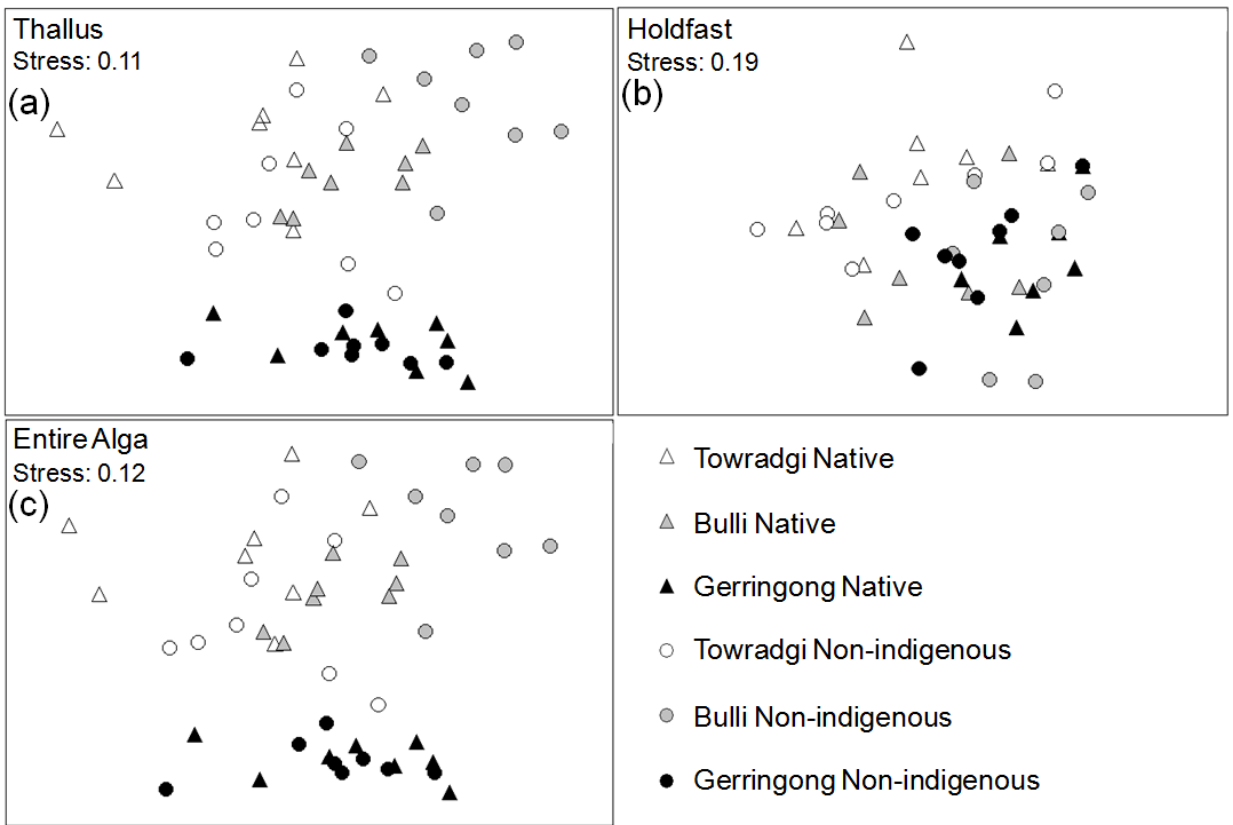 Thallus
Stress: 0.11
(a)
Holdfast
Stress: 0.19
(b)
Entire Alga
Stress: 0.12
(c)
Towradgi Native
Bulli Native
Gerringong Native
Towradgi Non-indigenous
Bulli Non-indigenous
Gerringong Non-indigenous